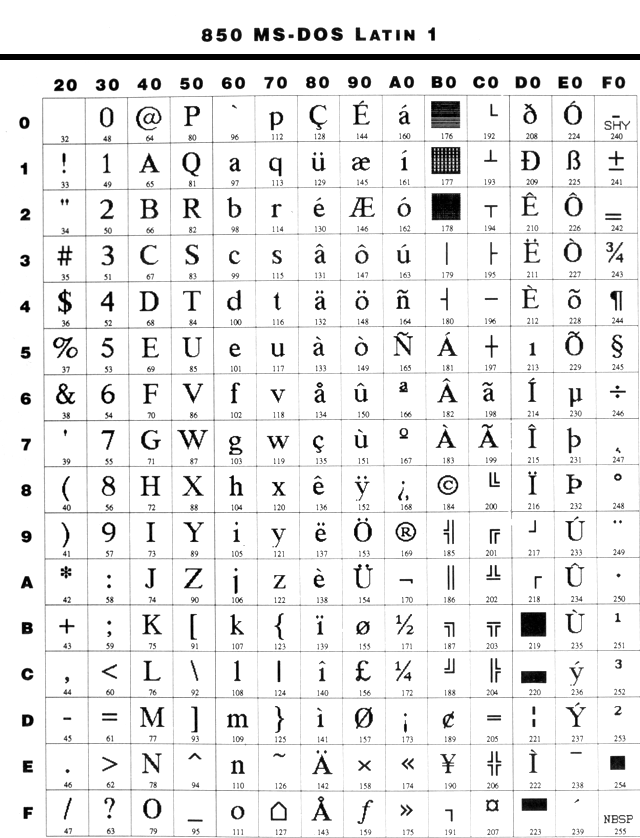 850 MS-DOS LATIN 1
20 30 40 50 60 70 80 90 A0 B0 C0 D0 E0 F0
0 0 @ P ` p Ç É á ░ └ ð Ó - SHY
32 48 64 80 96 112 128 144 160 176 192 208 224 240
1 ! 1 A Q a q ü æ í ▒ ┴ Ð ß ±
33 49 65 81 97 113 129 145 161 177 193 209 225 241
2 " 2 B R b r é Æ ó ▓ ┬ Ê Ô ‗
34 50 66 82 98 114 130 146 162 178 194 210 226 242
3 # 3 C S c s â ô ú │ ├ Ë Ò ¾
35 51 67 83 99 115 131 147 163 179 195 211 227 243
4 $ 4 D T d t ä ö ñ ┤ ─ È õ ¶
36 52 68 84 100 116 132 148 164 180 196 212 228 244
5 % 5 E U e u à ò Ñ Á ┼ ı Õ §
37 53 69 85 101 117 133 149 165 181 197 213 229 245
6 & 6 F V f v å û ª Â ã Í µ ÷
38 54 70 86 102 118 134 150 166 182 198 214 230 246
7 ' 7 G W g w ç ù º À Ã Î þ ¸
39 55 71 87 103 119 135 151 167 183 199 215 231 247
8 ( 8 H X h x ê ÿ ¿ © ╚ Ï Þ °
40 56 72 88 104 120 136 152 168 184 200 216 232 248
9 ) 9 I Y i y ë Ö ® ╣ ╔ ┘ Ú ¨
41 57 73 89 105 121 137 153 169 185 201 217 233 249
A * : J Z j z è Ü ¬ ║ ╩ ┌ Û ·
42 58 74 90 106 122 138 154 170 186 202 218 234 250
B + ; K [ k { ï ø ½ ╗ ╦ █ Ù ¹
43 59 75 91 107 123 139 155 171 187 203 219 235 251
C , < L \ l | î £ ¼ ╝ ╠ ▄ ý ³
44 60 76 92 108 124 140 156 172 188 204 220 236 252
D - = M ] m } ì Ø ¡ ¢ ═ ¦ Ý ²
45 61 77 93 109 125 141 157 173 189 205 221 237 253
E . > N ^ n ~ Ä × « ¥ ╬ Ì ¯ ■
46 62 78 94 110 126 142 158 174 190 206 222 238 254
F / ? O _ o ⌂ Å ƒ » ┐ ¤ ▀ ´ NBSP
47 63 79 95 111 127 143 159 175 191 207 223 239 255